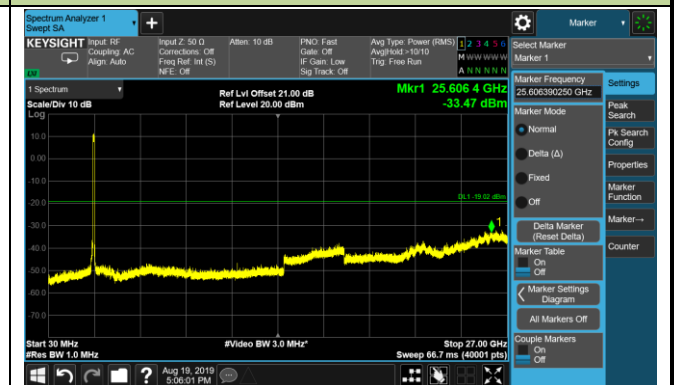 Spectrum Analyzer 1
Swept SA
Marker
KEYSIGHT
Input: RF
Coupling: AC
Align: Auto
Input Z: 50 Ω
Corrections: Off
Freq Ref: Int (S)
NFE: Off
Atten: 10 dB
PNO: Fast
Gate: Off
IF Gain: Low
Sig Track: Off
Avg Type: Power (RMS)
Avg|Hold:>10/10
Trig: Free Run
1 2 3 4 5 6
M W W W W W
A N N N N N
Select Marker
Marker 1
1 Spectrum
Scale/Div 10 dB
Log
Ref Lvl Offset 21.00 dB
Ref Level 20.00 dBm
Mkr1 25.606 4 GHz
-33.47 dBm
10.0
0.00
-10.0
-20.0
-30.0
-40.0
-50.0
-60.0
-70.0
DL1 -19.02 dBm
1
Start 30 MHz
#Res BW 1.0 MHz
#Video BW 3.0 MHz*
Stop 27.00 GHz
Sweep 66.7 ms (40001 pts)
Marker Frequency
25.606390250 GHz
Marker Mode
Normal
Delta (Δ)
Fixed
Off
Delta Marker
(Reset Delta)
Marker Table
On
Off
Marker Settings
Diagram
All Markers Off
Couple Markers
On
Off
Settings
Peak
Search
Pk Search
Config
Properties
Marker
Function
Marker→
Counter
?
Aug 19, 2019
5:06:01 PM